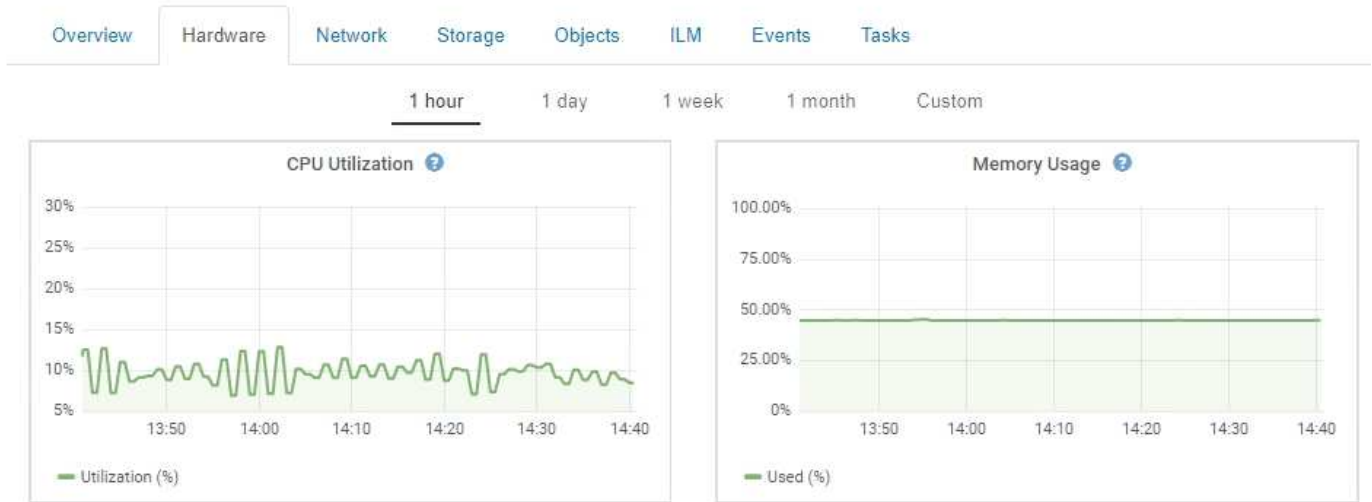 Overview Hardware Network Storage Objects ILM Events Tasks
1 hour 1 day 1 week 1 month Custom
CPU Utilization ?
30%
25%
20%
15%
10%
5%
13:50 14:00 14:10 14:20 14:30 14:40
Utilization (%)
Memory Usage ?
100.00%
75.00%
50.00%
25.00%
0%
13:50 14:00 14:10 14:20 14:30 14:40
Used (%)